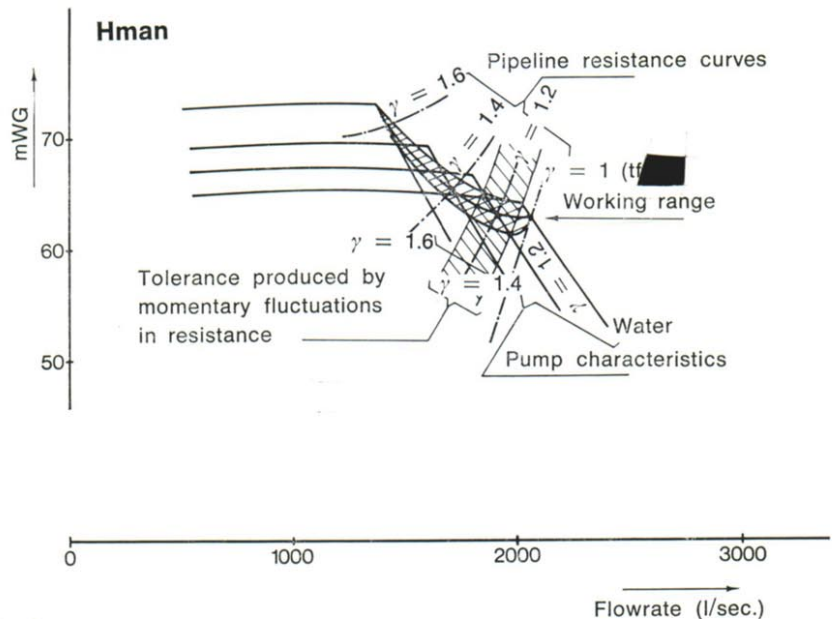 Hman
Pipeline resistance curves
γ = 1.6
γ = 1.4
γ = 1.2
mWG
70
γ = 1 (tf
Working range
γ = 1.6
60
Tolerance produced by
momentary fluctuations
in resistance
γ = 1.4
γ = 1.2
Water
50
Pump characteristics
0
1000
2000
3000
Flowrate (l/sec.)